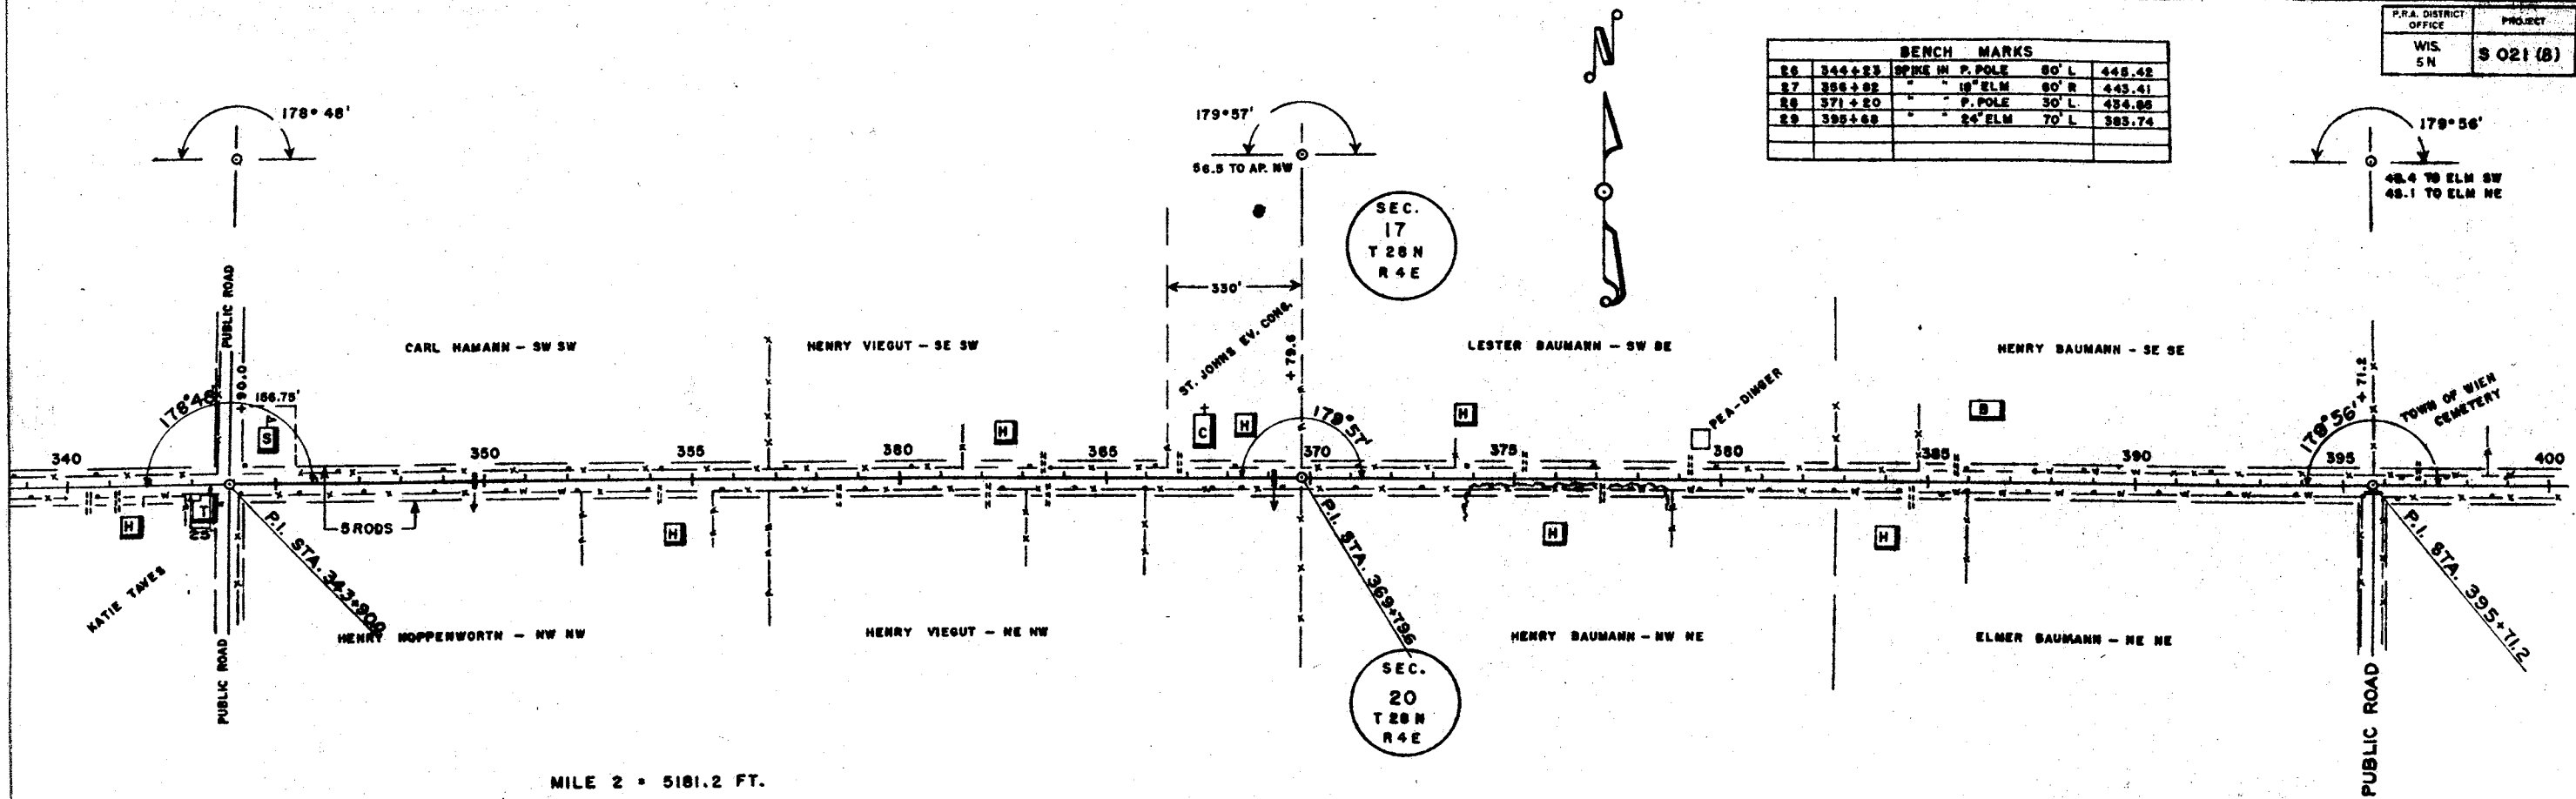 P.R.A. DISTRICT OFFICE
PROJECT
WIS.
5 N
S 021 (8)
BENCH MARKS
26 344+23 SPIKE IN P. POLE 60' L 445.42
27 356+82 " " 18" ELM 60' R 443.41
28 371+20 " " P. POLE 30' L 434.85
29 395+68 " " 24" ELM 70' L 383.74
N
178° 48'
179° 57'
56.5 TO AP. NW
179° 56'
48.4 TO ELM SW
48.1 TO ELM NE
SEC.
17
T 28 N
R 4 E
330'
PUBLIC ROAD
+ 90.0
CARL HAMANN - SW SW
HENRY VIEGUT - SE SW
ST. JOHNS EV. CONG.
+ 79.6
LESTER BAUMANN - SW SE
HENRY BAUMANN - SE SE
+ 71.2
TOWN OF WIEN
CEMETERY
PEA-DINGER
178° 48'
156.75'
179° 57'
179° 56'
S
H
C
H
H
B
340
350
355
380
365
370
375
380
385
390
395
400
H
T
H
H
H
5 RODS
P.I. STA. 343+90.0
P.I. STA. 369+79.6
P.I. STA. 395+71.2
KATIE TAVES
HENRY HOPPENWORTH - NW NW
HENRY VIEGUT - NE NW
HENRY BAUMANN - NW NE
ELMER BAUMANN - NE NE
PUBLIC ROAD
PUBLIC ROAD
SEC.
20
T 28 N
R 4 E
MILE 2 = 5181.2 FT.